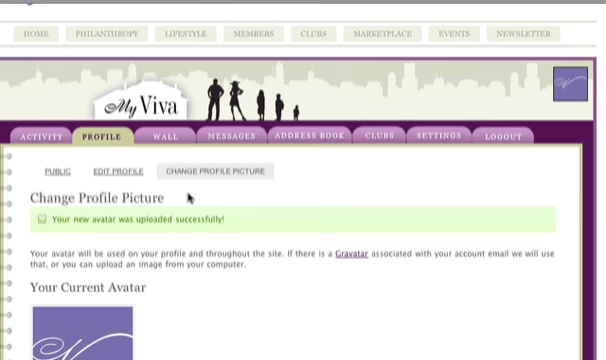 HOME PHILANTHROPY LIFESTYLE MEMBERS CLUBS MARKETPLACE EVENTS NEWSLETTER
My Viva
ACTIVITY PROFILE WALL MESSAGES ADDRESS BOOK CLUBS SETTINGS LOGOUT
PUBLIC EDIT PROFILE CHANGE PROFILE PICTURE
Change Profile Picture
Your new avatar was uploaded successfully!
Your avatar will be used on your profile and throughout the site. If there is a Gravatar associated with your account email we will use
that, or you can upload an image from your computer.
Your Current Avatar